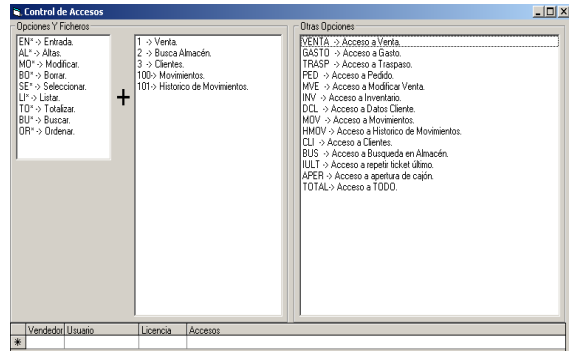 Control de Accesos
Opciones Y Ficheros
EN* -> Entrada.
AL* -> Altas.
MO* -> Modificar.
BO* -> Borrar.
SE* -> Seleccionar.
LI* -> Listar.
TO* -> Totalizar.
BU* -> Buscar.
OR* -> Ordenar.
+
1 -> Venta.
2 -> Busca Almacén.
3 -> Clientes.
100-> Movimientos.
101-> Historico de Movimientos.
Otras Opciones
VENTA -> Acceso a Venta.
GASTO -> Acceso a Gasto.
TRASP -> Acceso a Traspaso.
PED -> Acceso a Pedido.
MVE -> Acceso a Modificar Venta.
INV -> Acceso a Inventario.
DCL -> Acceso a Datos Cliente.
MOV -> Acceso a Movimientos.
HMOV -> Acceso a Historico de Movimientos.
CLI -> Acceso a Clientes.
BUS -> Acceso a Busqueda en Almacén.
IULT -> Acceso a repetir ticket último.
APER -> Acceso a apertura de cajón.
TOTAL-> Acceso a TODO.
Vendedor Usuario Licencia Accesos